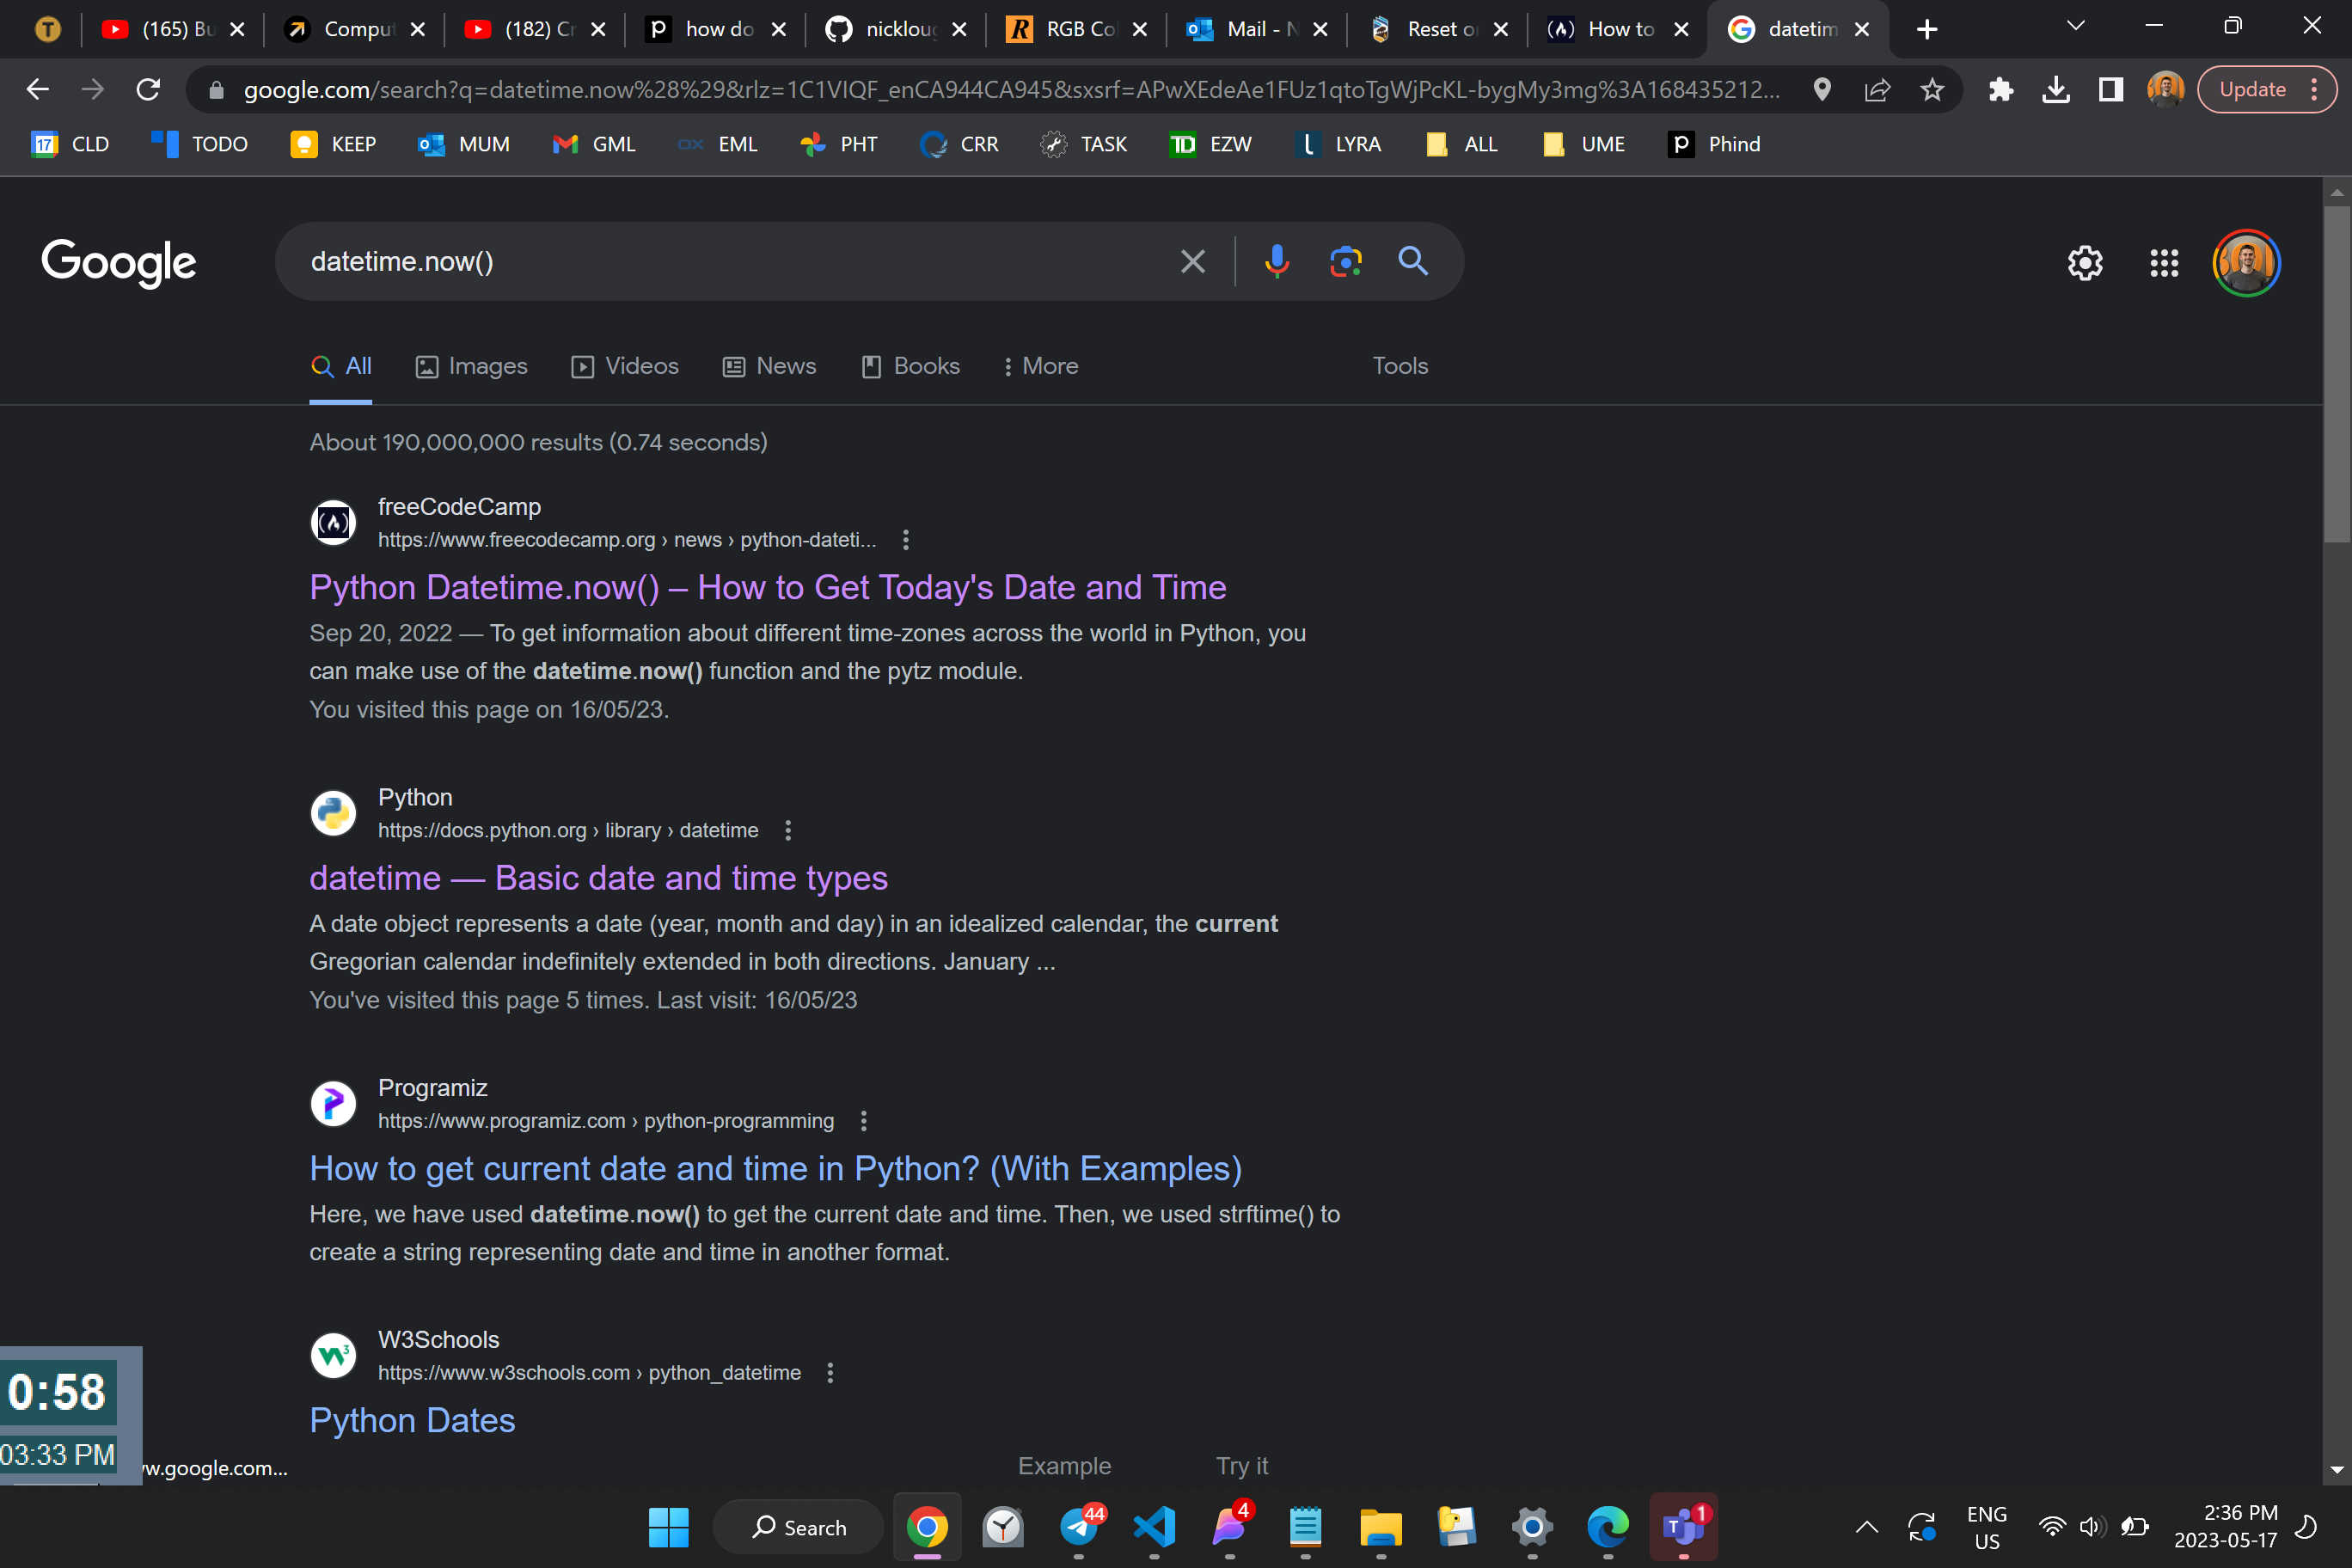 T
(165) Bu
Comput
(182) Cr
p
how do
nickloug
R
RGB Co
Mail - N
Reset o
How to
datetim
google.com/search?q=datetime.now%28%29&rlz=1C1VIQF_enCA944CA945&sxsrf=APwXEdeAe1FUz1qtoTgWjPcKL-bygMy3mg%3A168435212...
Update
17 CLD
TODO
KEEP
MUM
GML
OX EML
PHT
CRR
TASK
TD EZW
LYRA
ALL
UME
p Phind
Google
datetime.now()
All
Images
Videos
News
Books
More
Tools
About 190,000,000 results (0.74 seconds)
freeCodeCamp
https://www.freecodecamp.org › news › python-dateti...
Python Datetime.now() – How to Get Today's Date and Time
Sep 20, 2022 — To get information about different time-zones across the world in Python, you
can make use of the datetime.now() function and the pytz module.
You visited this page on 16/05/23.
Python
https://docs.python.org › library › datetime
datetime — Basic date and time types
A date object represents a date (year, month and day) in an idealized calendar, the current
Gregorian calendar indefinitely extended in both directions. January ...
You've visited this page 5 times. Last visit: 16/05/23
Programiz
https://www.programiz.com › python-programming
How to get current date and time in Python? (With Examples)
Here, we have used datetime.now() to get the current date and time. Then, we used strftime() to
create a string representing date and time in another format.
W3Schools
https://www.w3schools.com › python_datetime
Python Dates
Example Try it
0:58
03:33 PM
w.google.com...
Search
44
4
1
ENG
US
2:36 PM
2023-05-17